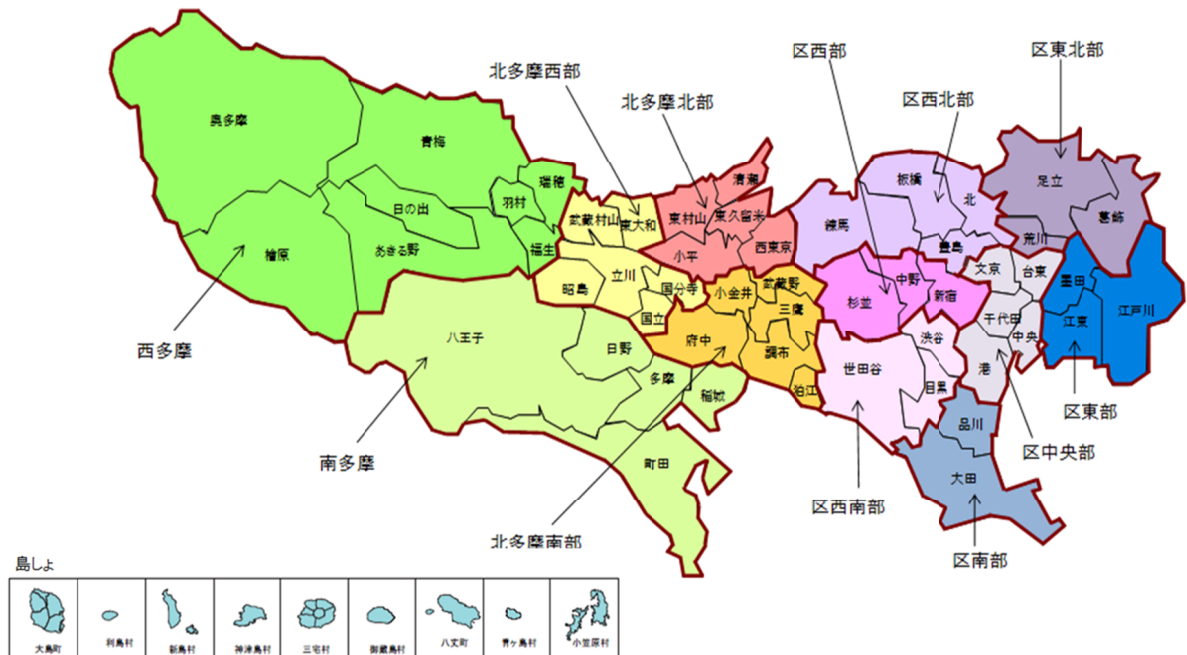 区東北部
区西部
北多摩西部
区西北部
北多摩北部
奥多摩
青梅
清瀬
板橋
足立
瑞穂
羽村
北
日の出
武蔵村山
東大和
東村山
東久留米
練馬
葛飾
檜原
あきる野
福生
西東京
豊島
荒川
小平
文京
台東
立川
昭島
国分寺
小金井
武蔵野
中野
墨田
杉並
新宿
三鷹
江戸川
国立
千代田
江東
八王子
府中
渋谷
中央
西多摩
日野
調布
世田谷
港
多摩
稲城
狛江
目黒
区東部
品川
区中央部
南多摩
町田
大田
区西南部
北多摩南部
区南部
島しょ
大島町
利島村
新島村
神津島村
三宅村
御蔵島村
八丈町
青ヶ島村
小笠原村